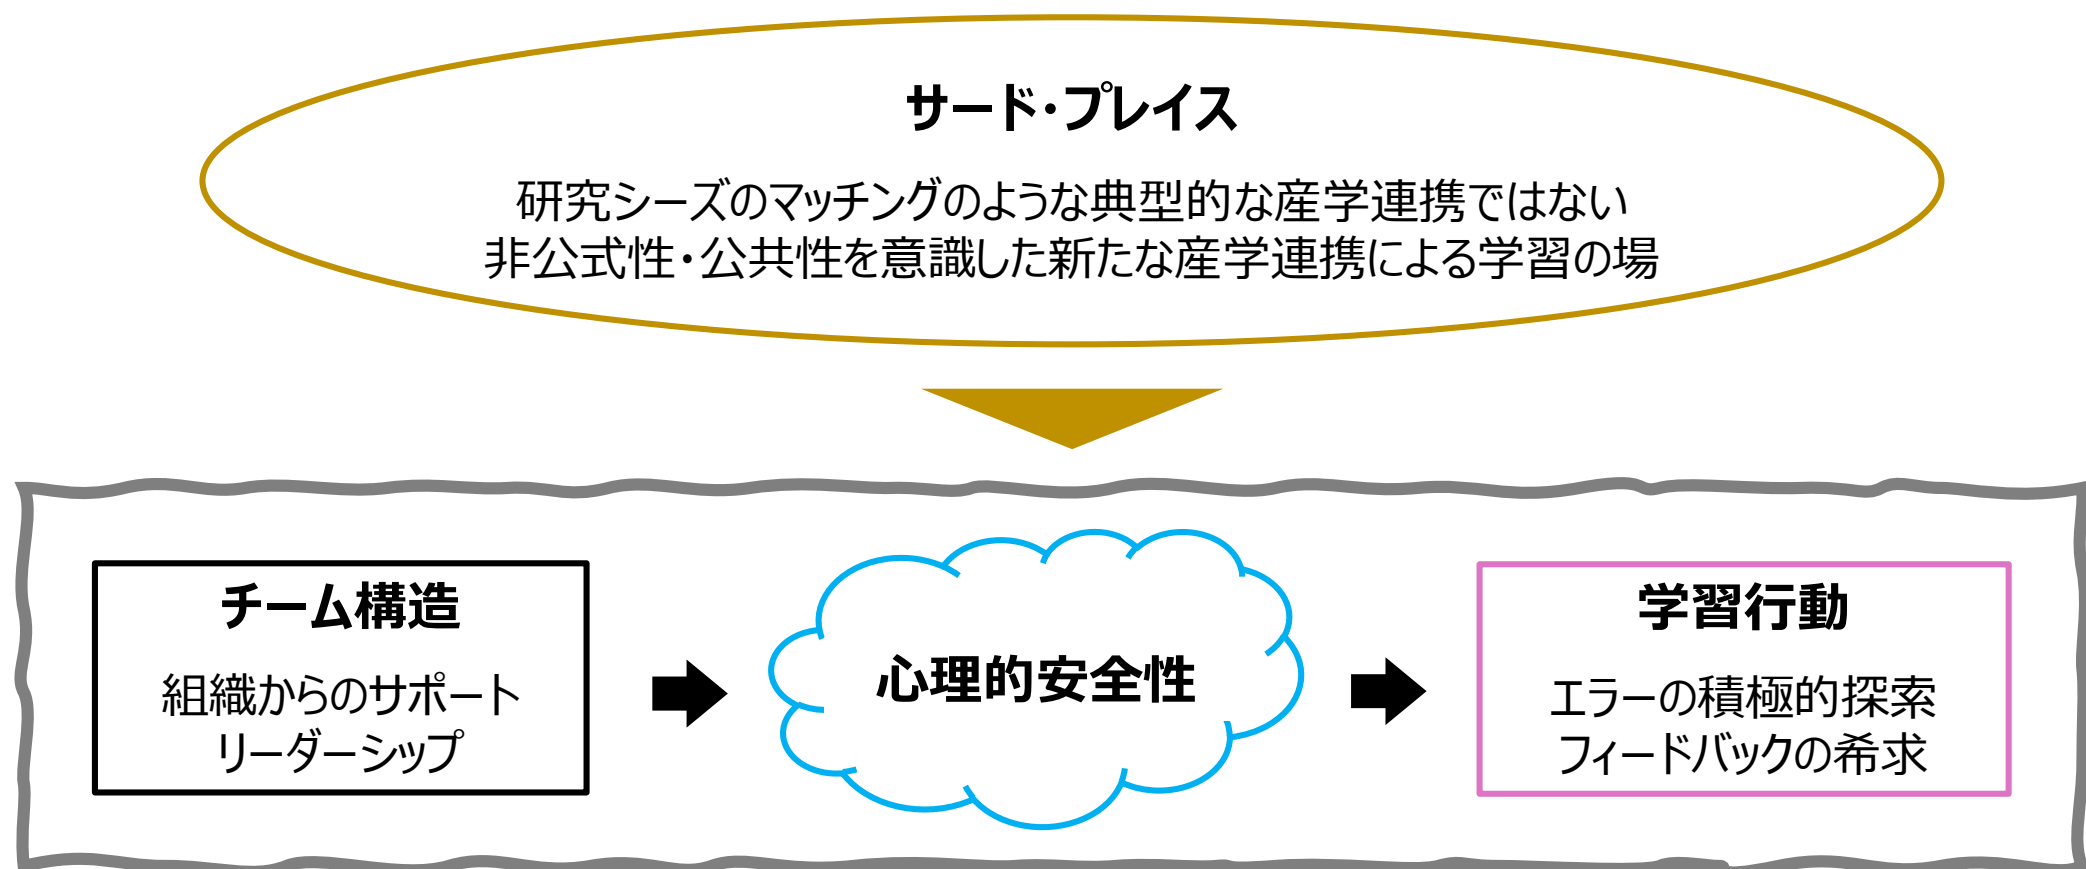 サード・プレイス
研究シーズのマッチングのような典型的な産学連携ではない
非公式性・公共性を意識した新たな産学連携による学習の場
チーム構造
組織からのサポート
リーダーシップ
心理的安全性
学習行動
エラーの積極的探索
フィードバックの希求